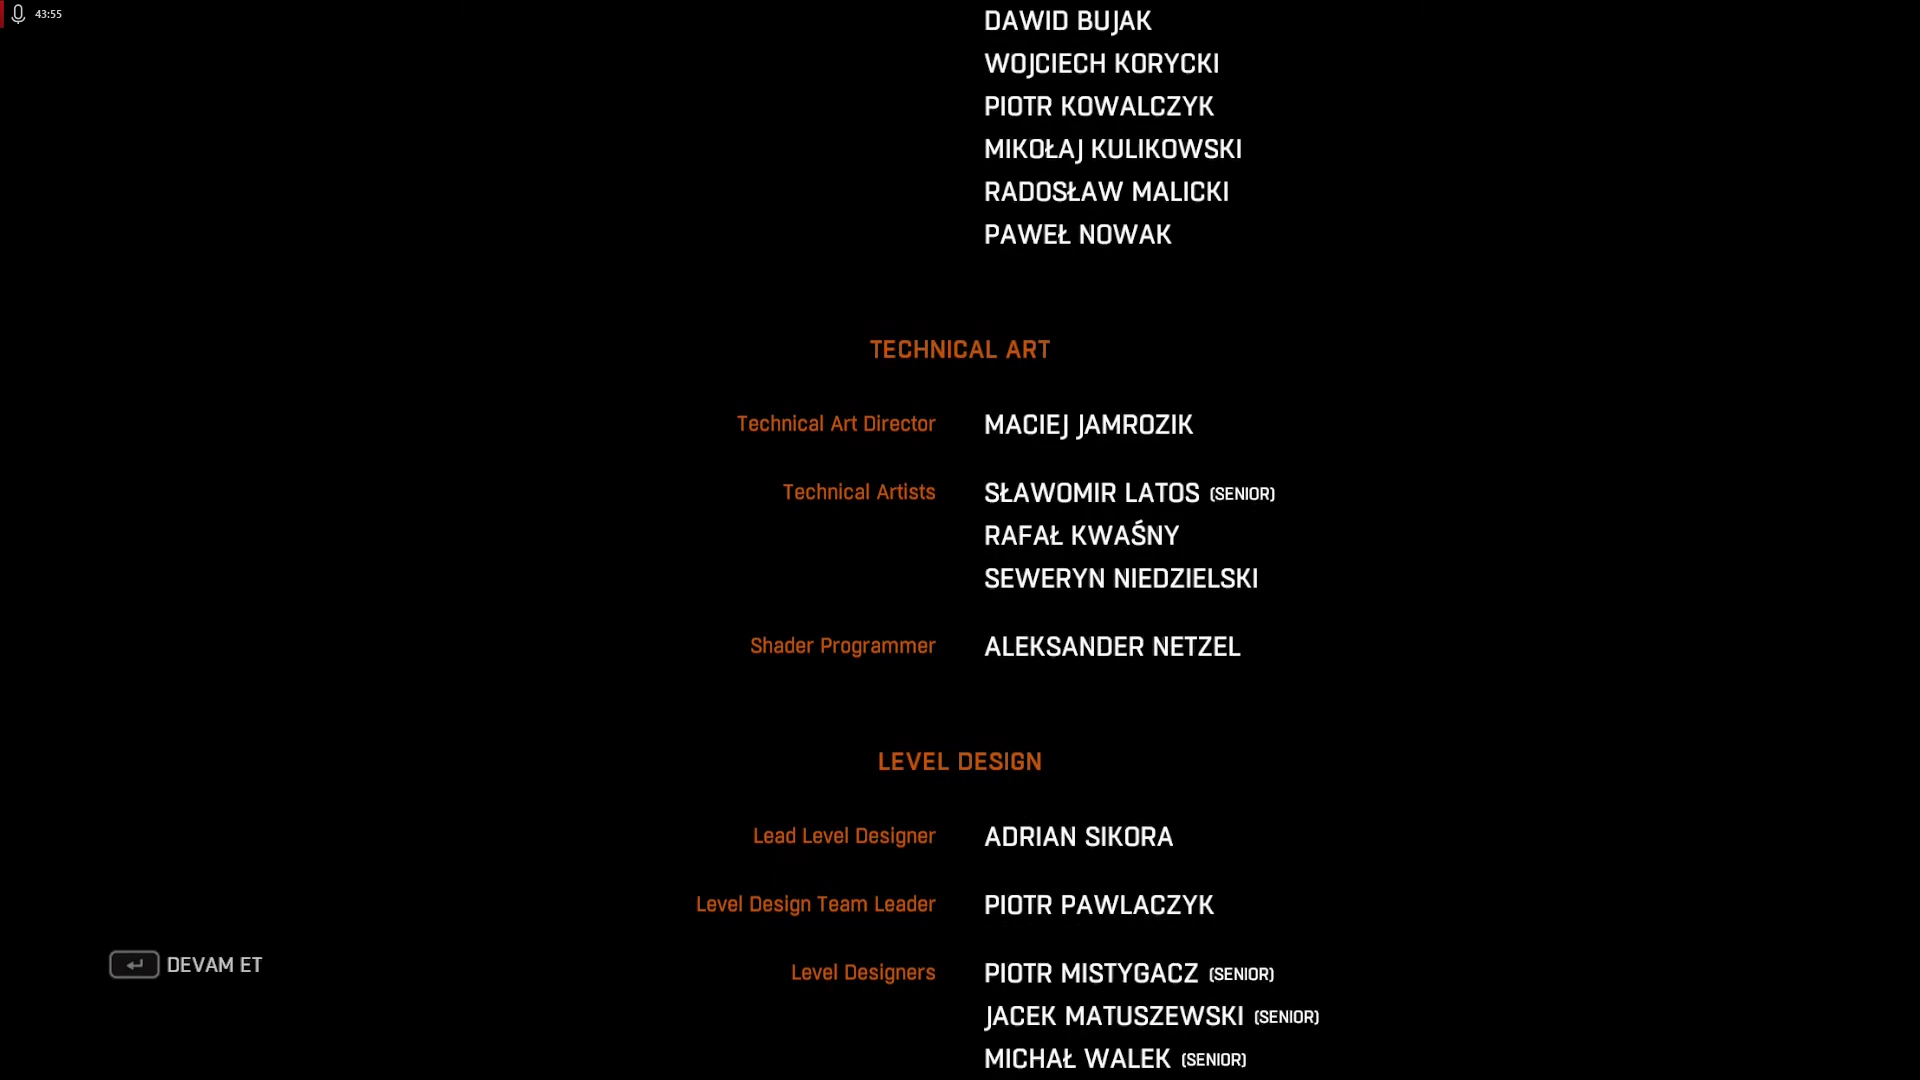 43:55
DAWID BUJAK
WOJCIECH KORYCKI
PIOTR KOWALCZYK
MIKOŁAJ KULIKOWSKI
RADOSŁAW MALICKI
PAWEŁ NOWAK
TECHNICAL ART
Technical Art Director MACIEJ JAMROZIK
Technical Artists SŁAWOMIR LATOS (SENIOR)
RAFAŁ KWAŚNY
SEWERYN NIEDZIELSKI
Shader Programmer ALEKSANDER NETZEL
LEVEL DESIGN
Lead Level Designer ADRIAN SIKORA
Level Design Team Leader PIOTR PAWLACZYK
DEVAM ET
Level Designers PIOTR MISTYGACZ (SENIOR)
JACEK MATUSZEWSKI (SENIOR)
MICHAŁ WALEK (SENIOR)